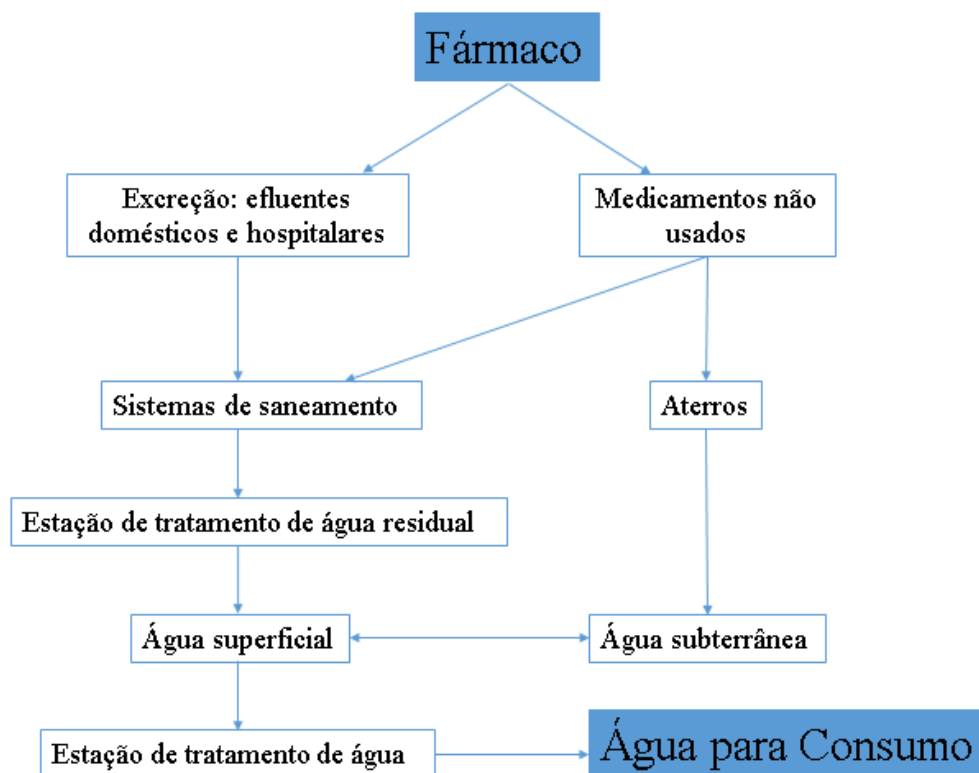 Fármaco
Excreção: efluentes
domésticos e hospitalares
Medicamentos não
usados
Sistemas de saneamento
Aterros
Estação de tratamento de água residual
Água superficial
Água subterrânea
Estação de tratamento de água
Água para Consumo